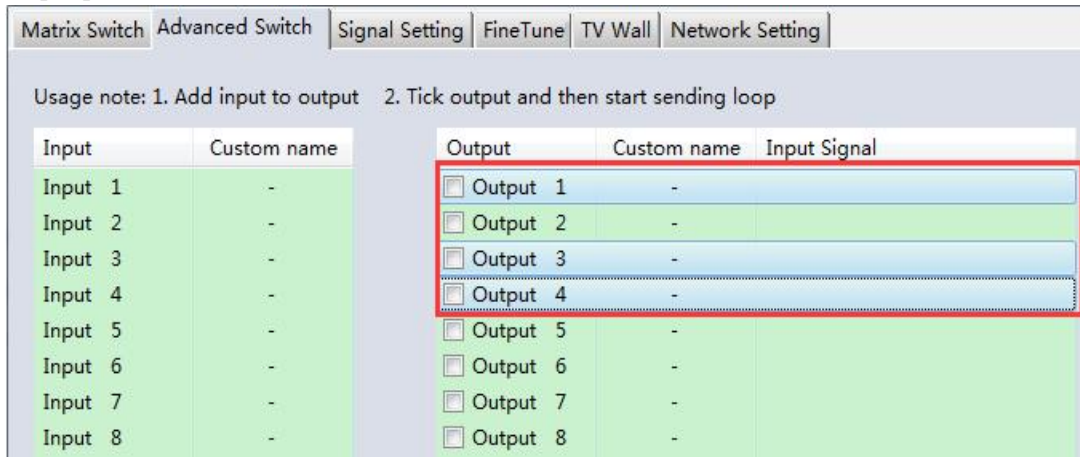 Matrix Switch Advanced Switch Signal Setting FineTune TV Wall Network Setting
Usage note: 1. Add input to output 2. Tick output and then start sending loop
Input Custom name Output Custom name Input Signal
Input 1 - Output 1 -
Input 2 - Output 2 -
Input 3 - Output 3 -
Input 4 - Output 4 -
Input 5 - Output 5 -
Input 6 - Output 6 -
Input 7 - Output 7 -
Input 8 - Output 8 -